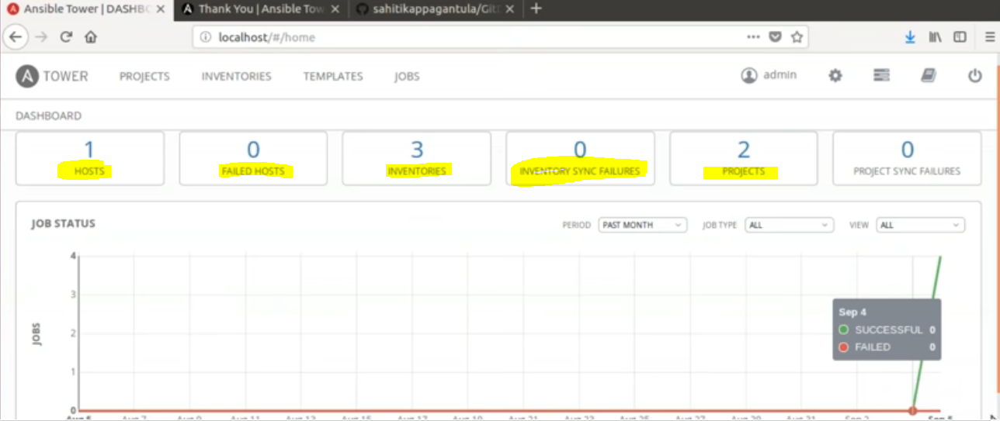 Ansible Tower | DASHBO
Thank You | Ansible Tow
sahitikappagantula/Git
localhost/#/home
TOWER PROJECTS INVENTORIES TEMPLATES JOBS admin
DASHBOARD
1 0 3 0 2 0
HOSTS FAILED HOSTS INVENTORIES INVENTORY SYNC FAILURES PROJECTS PROJECT SYNC FAILURES
JOB STATUS PERIOD PAST MONTH JOB TYPE ALL VIEW ALL
4
3
2
1
0
JOBS
Sep 4
SUCCESSFUL 0
FAILED 0